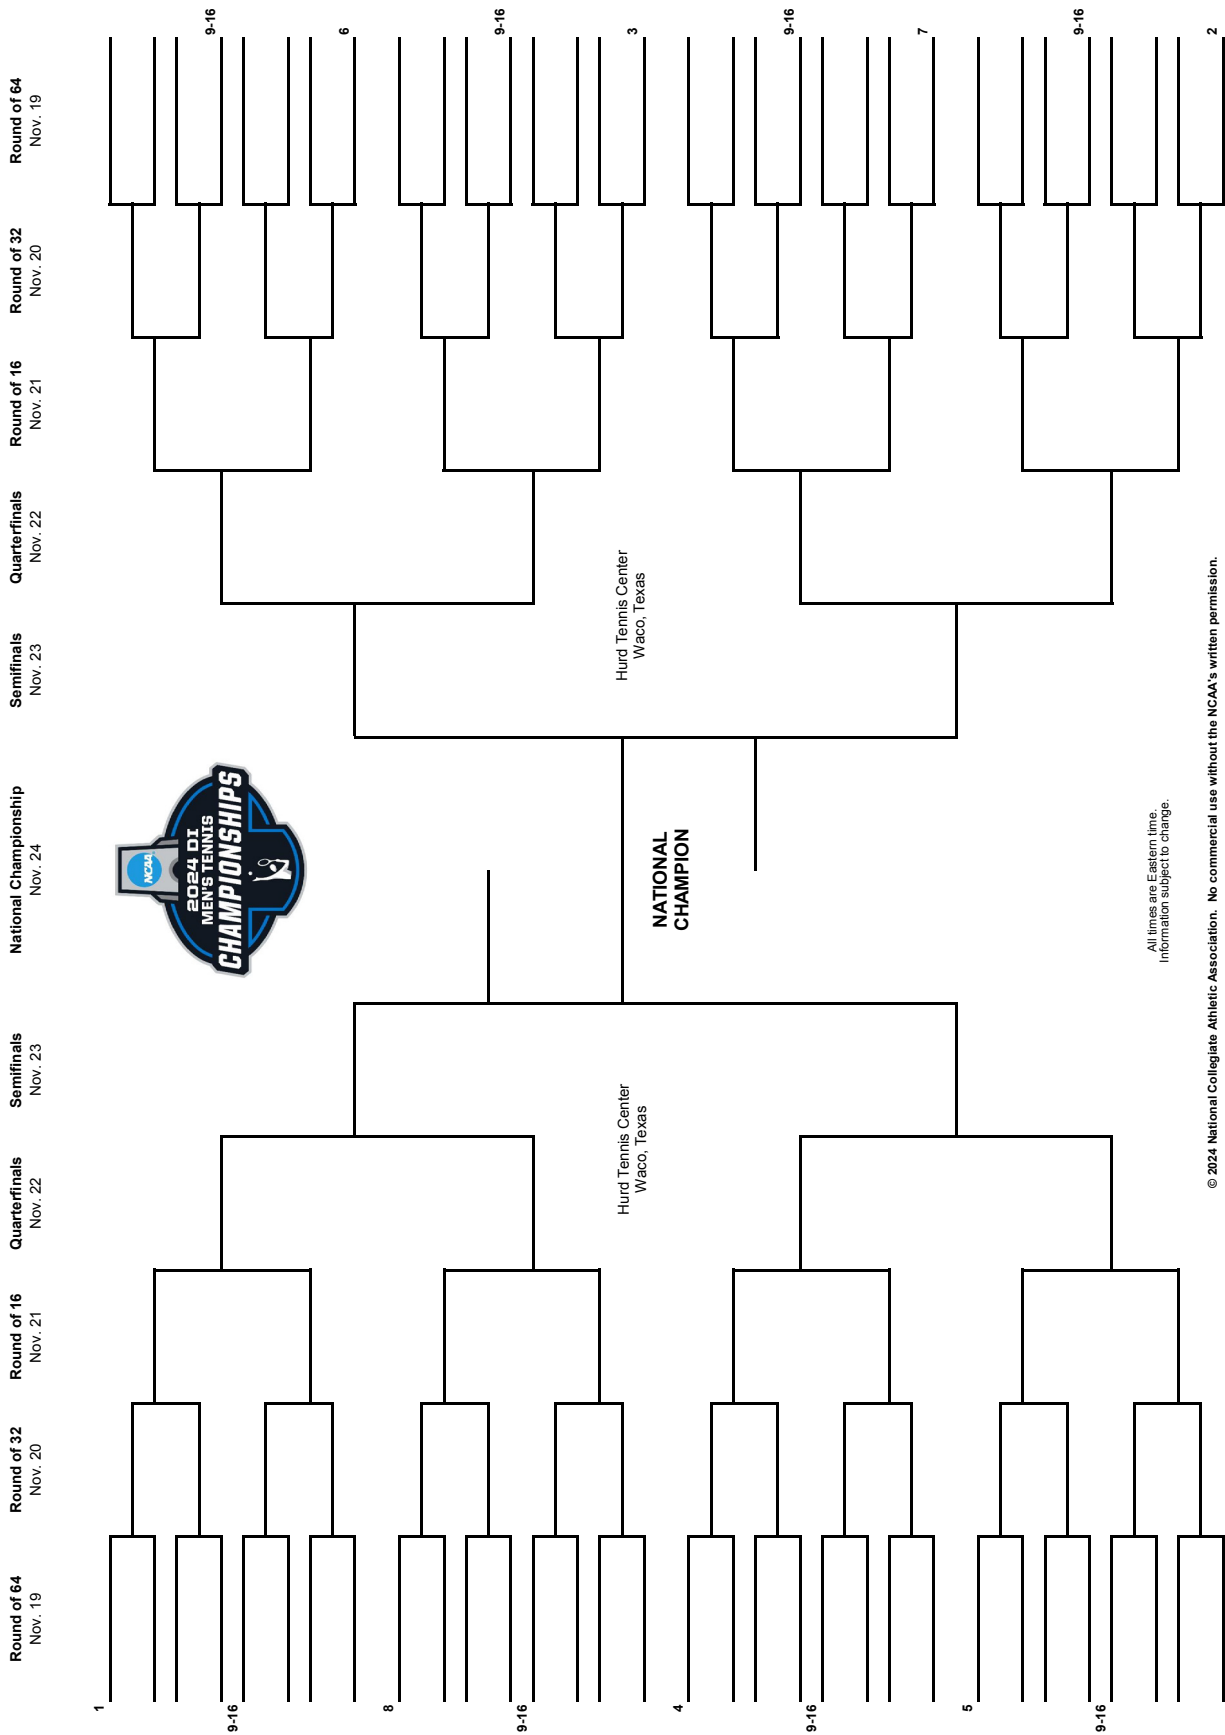 Round of 64
Nov. 19
Round of 32
Nov. 20
Round of 16
Nov. 21
Quarterfinals
Nov. 22
Semifinals
Nov. 23
National Championship
Nov. 24
Semifinals
Nov. 23
Quarterfinals
Nov. 22
Round of 16
Nov. 21
Round of 32
Nov. 20
Round of 64
Nov. 19
NCAA
2024 DI
MEN'S TENNIS
CHAMPIONSHIPS
1
9-16
8
9-16
4
9-16
5
9-16
Hurd Tennis Center
Waco, Texas
NATIONAL
CHAMPION
Hurd Tennis Center
Waco, Texas
9-16
6
9-16
3
9-16
7
9-16
2
All times are Eastern time.
Information subject to change.
© 2024 National Collegiate Athletic Association. No commercial use without the NCAA's written permission.